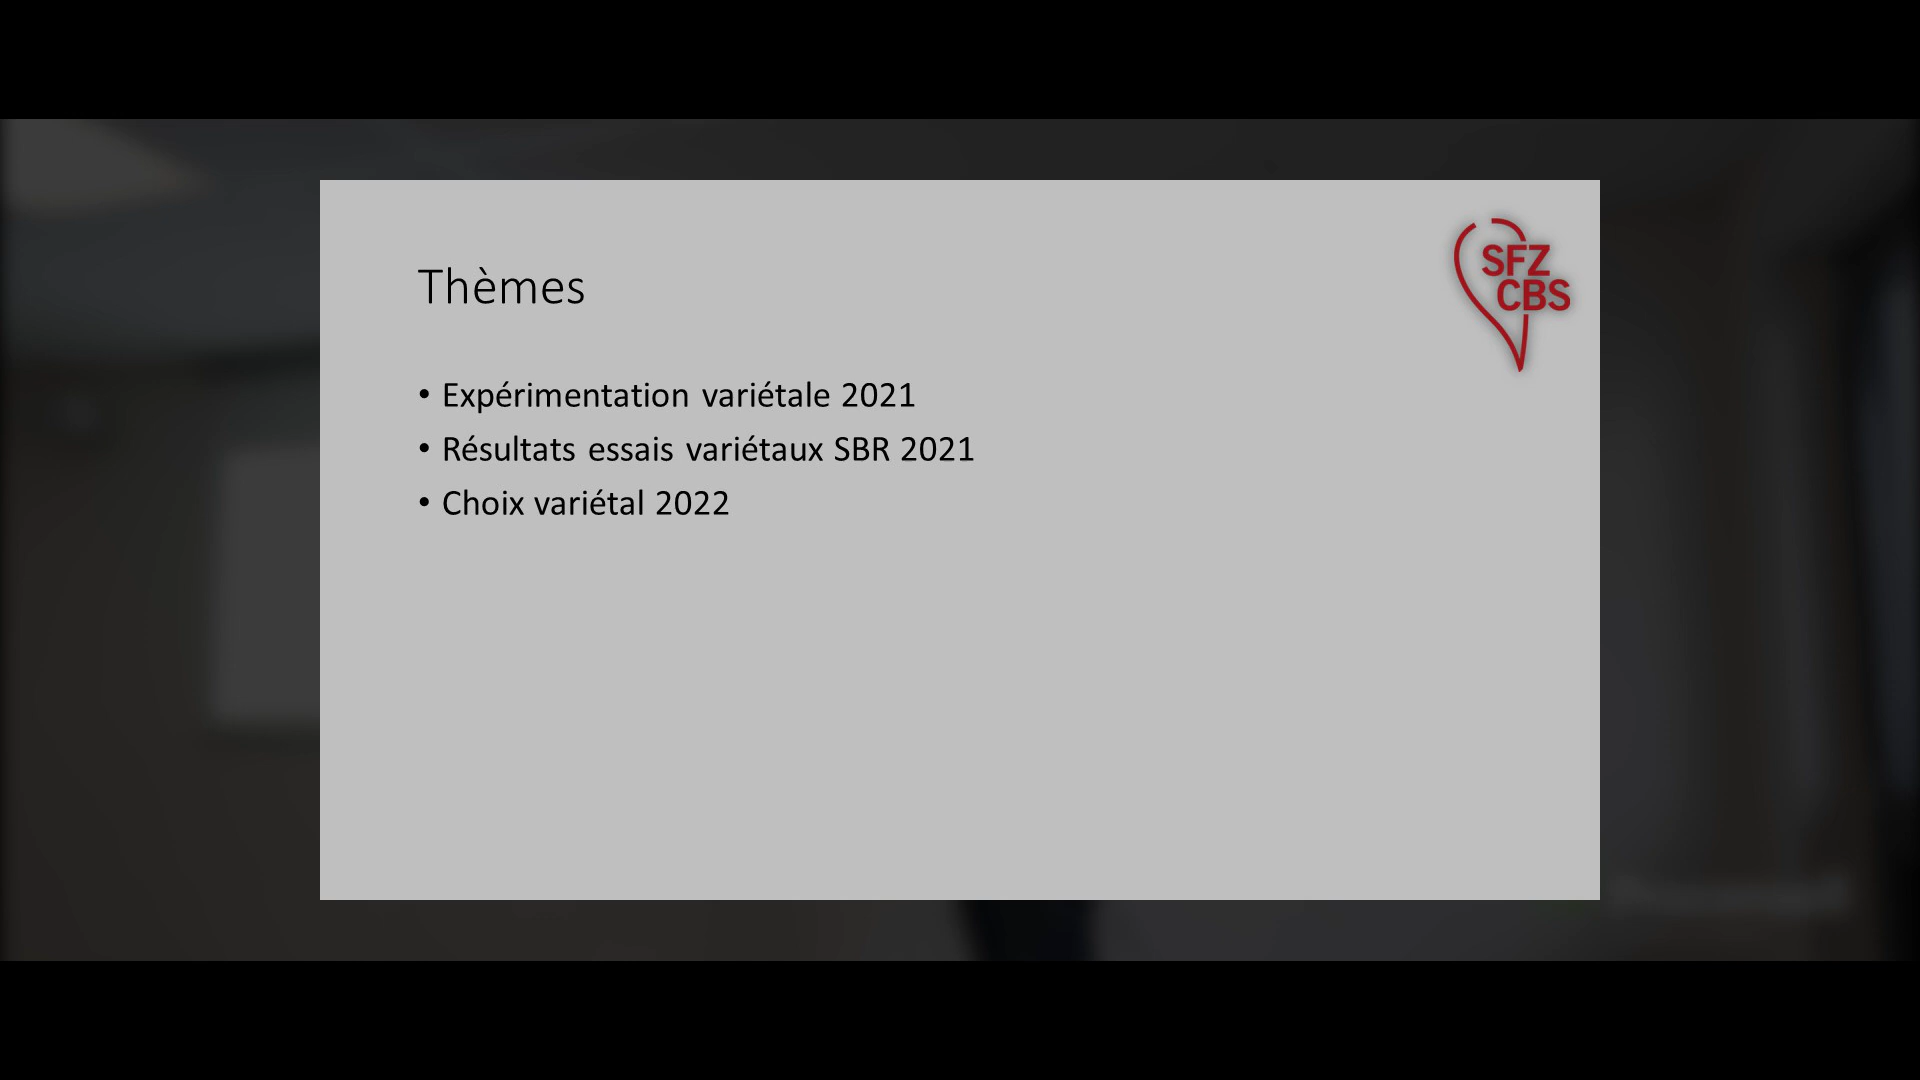 Thèmes
SFZ
CBS
• Expérimentation variétale 2021
• Résultats essais variétaux SBR 2021
• Choix variétal 2022